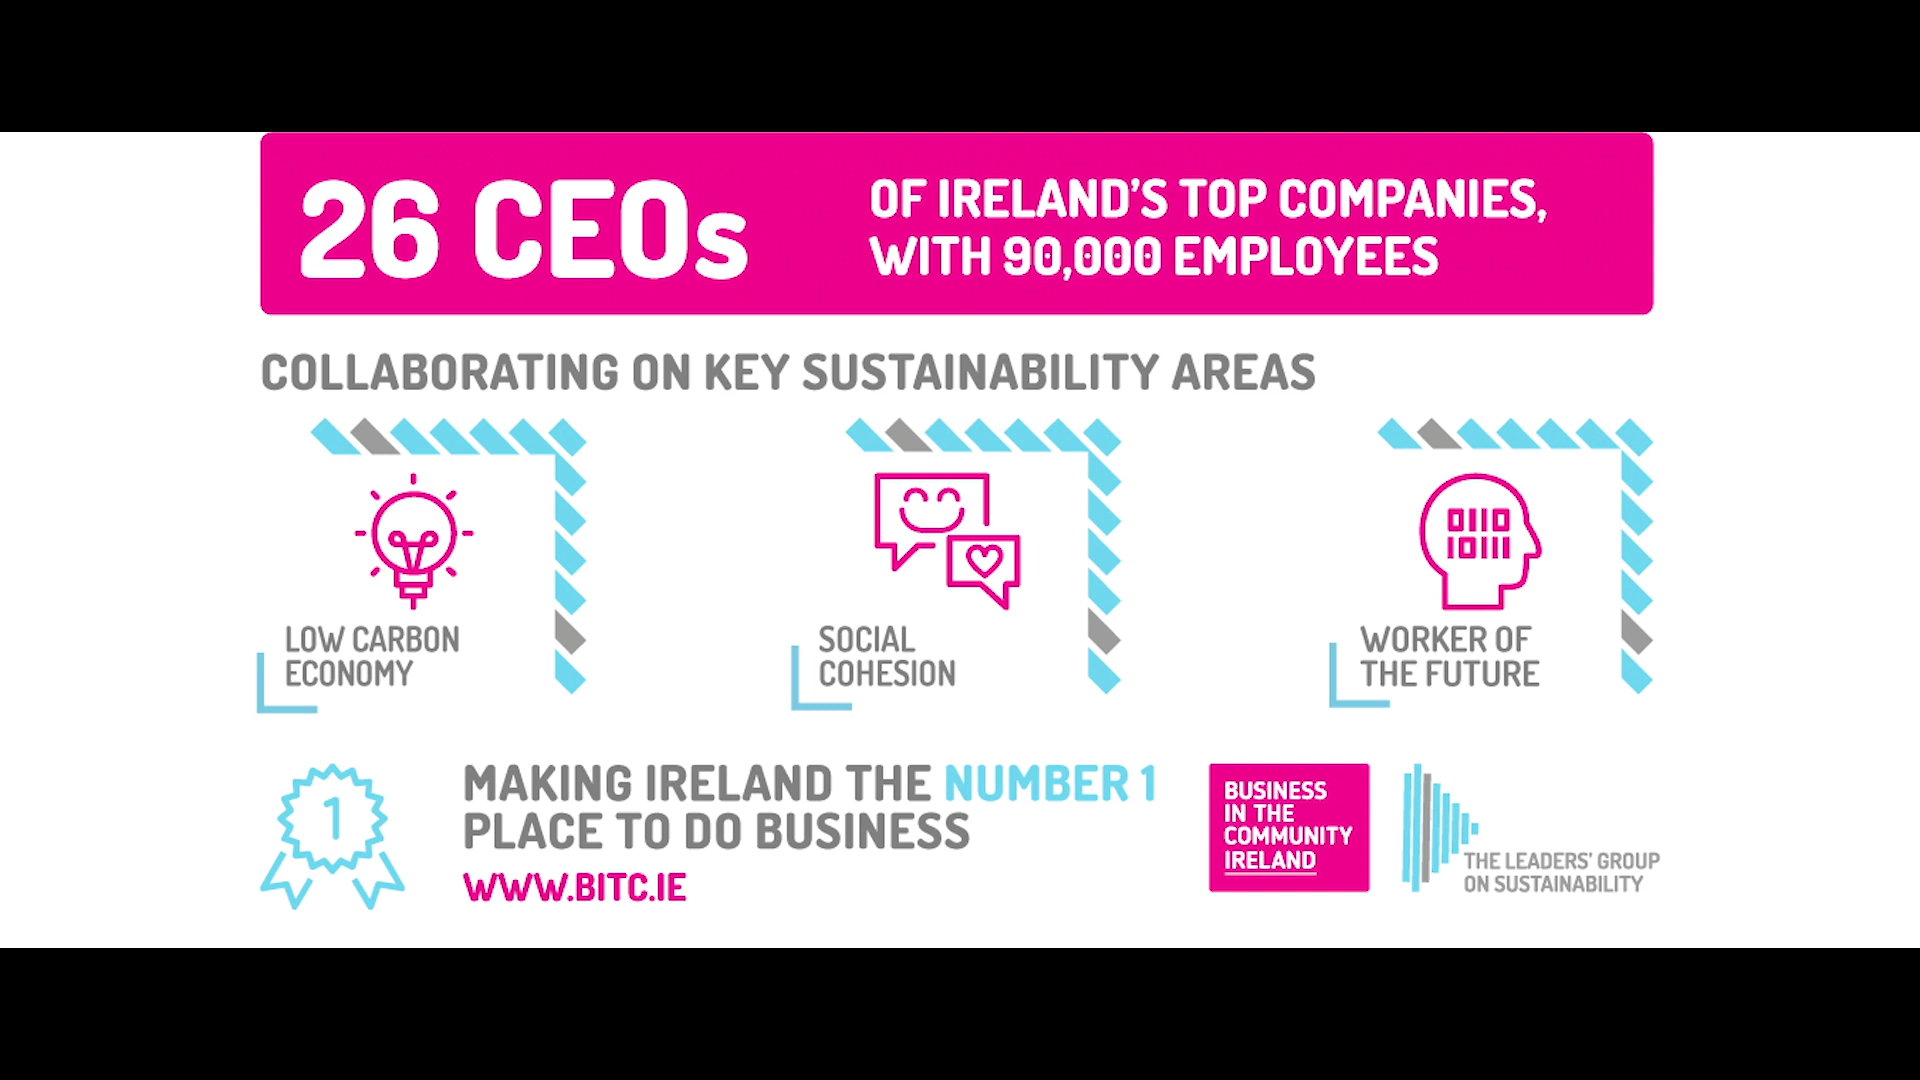 26 CEOs
OF IRELAND'S TOP COMPANIES,
WITH 90,000 EMPLOYEES
COLLABORATING ON KEY SUSTAINABILITY AREAS
0110
10111
LOW CARBON
ECONOMY
SOCIAL
COHESION
WORKER OF
THE FUTURE
1
MAKING IRELAND THE NUMBER 1
PLACE TO DO BUSINESS
WWW.BITC.IE
BUSINESS
IN THE
COMMUNITY
IRELAND
THE LEADERS' GROUP
ON SUSTAINABILITY